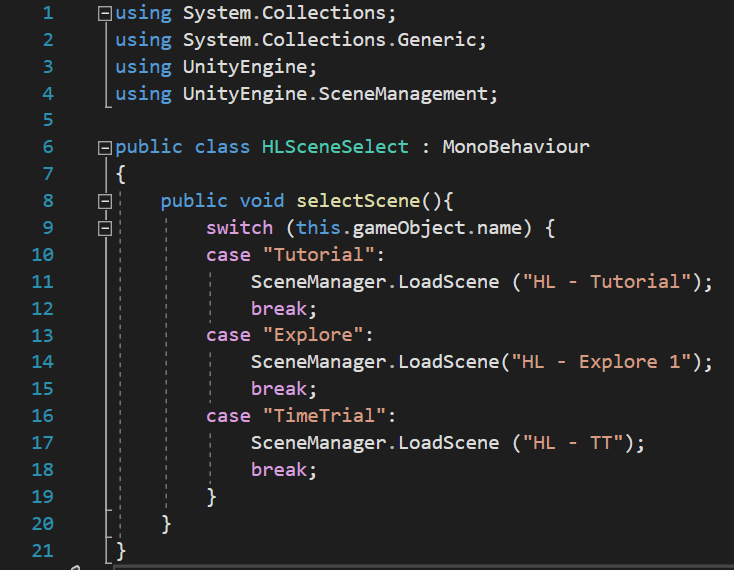 1 using System.Collections;
2 using System.Collections.Generic;
3 using UnityEngine;
4 using UnityEngine.SceneManagement;
5
6 public class HLSceneSelect : MonoBehaviour
7 {
8     public void selectScene(){
9         switch (this.gameObject.name) {
10         case "Tutorial":
11             SceneManager.LoadScene ("HL - Tutorial");
12             break;
13         case "Explore":
14             SceneManager.LoadScene("HL - Explore 1");
15             break;
16         case "TimeTrial":
17             SceneManager.LoadScene ("HL - TT");
18             break;
19         }
20     }
21 }